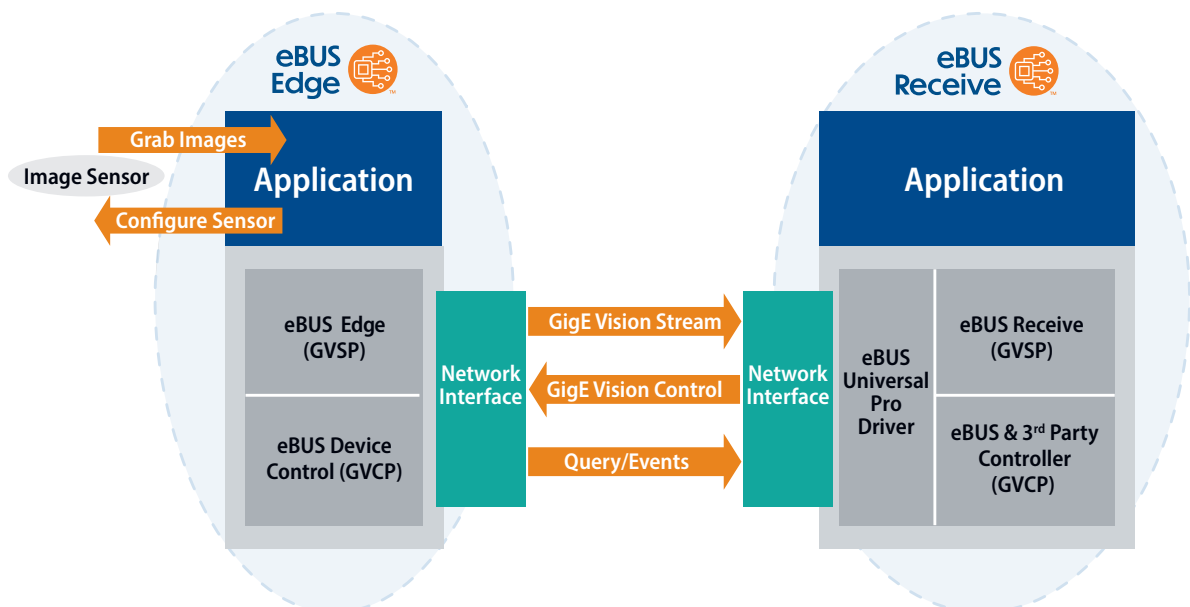 eBUS
Edge
TM
eBUS
Receive
TM
Grab Images
Image Sensor
Configure Sensor
Application
Application
eBUS Edge
(GVSP)
eBUS Device
Control (GVCP)
Network
Interface
GigE Vision Stream
GigE Vision Control
Query/Events
Network
Interface
eBUS
Universal
Pro
Driver
eBUS Receive
(GVSP)
eBUS & 3rd Party
Controller
(GVCP)